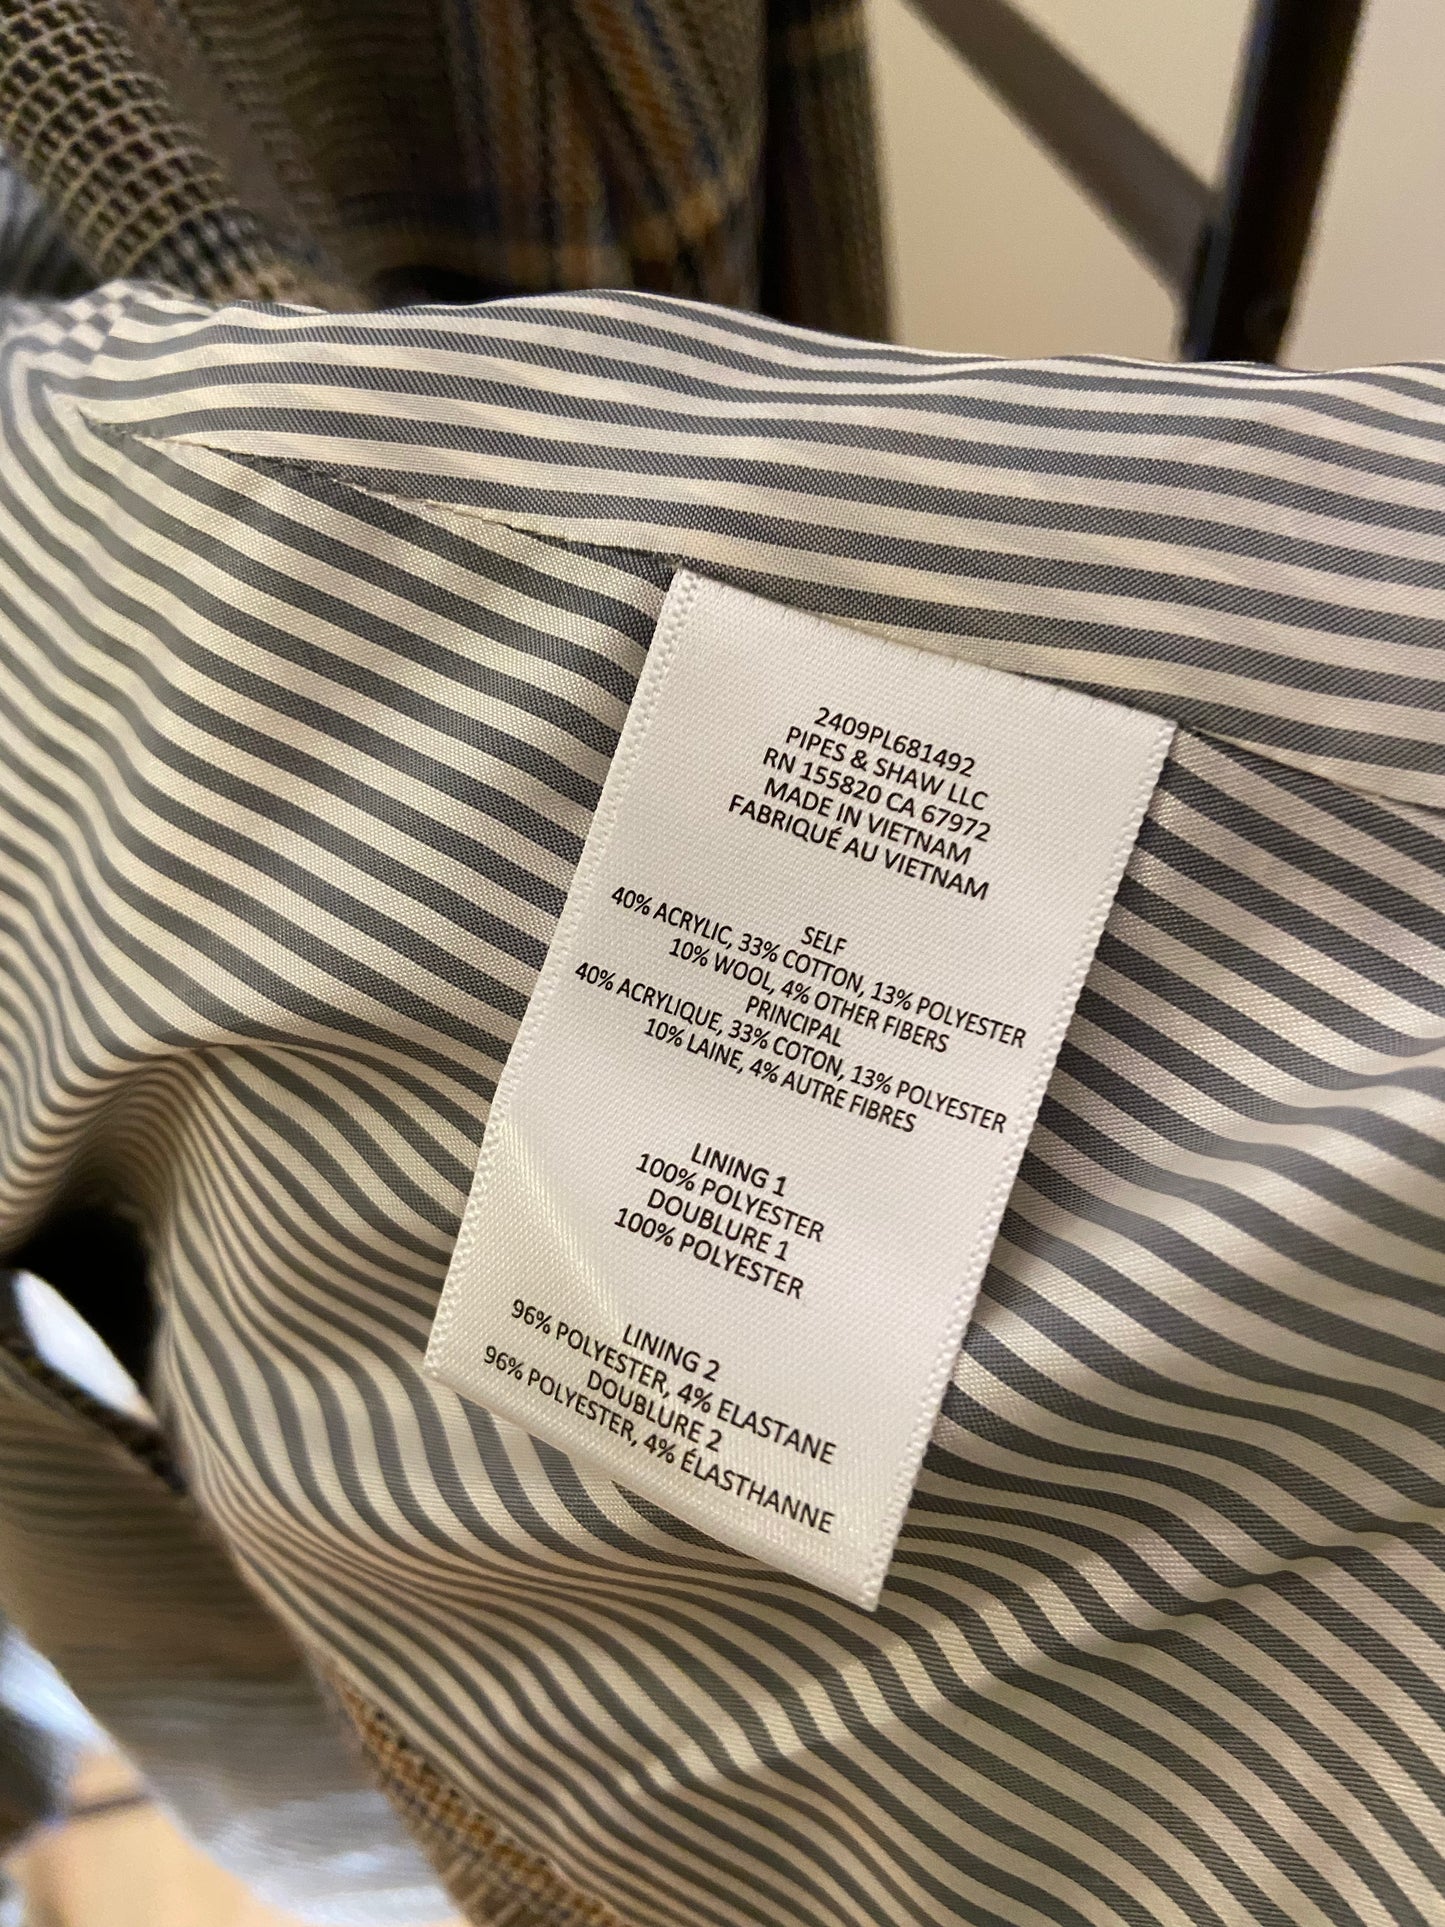 2409PL681492
PIPES & SHAW LLC
RN 155820 CA 67972
MADE IN VIETNAM
FABRIQUÉ AU VIETNAM
SELF
40% ACRYLIC, 33% COTTON, 13% POLYESTER
10% WOOL, 4% OTHER FIBERS
PRINCIPAL
40% ACRYLIQUE, 33% COTON, 13% POLYESTER
10% LAINE, 4% AUTRE FIBRES
LINING 1
100% POLYESTER
DOUBLURE 1
100% POLYESTER
LINING 2
96% POLYESTER, 4% ELASTANE
DOUBLURE 2
96% POLYESTER, 4% ÉLASTHANNE